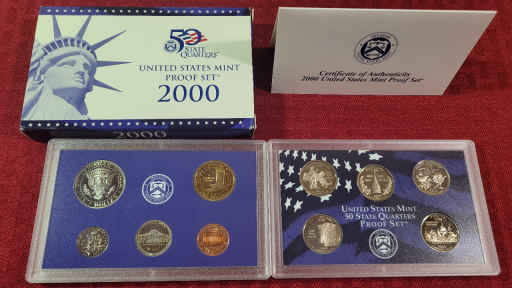 50
STATE
QUARTERS
UNITED STATES MINT
PROOF SET
2000
2000
Certificate of Authenticity
2000 United States Mint Proof Set
UNITED STATES MINT
50 STATE QUARTERS
PROOF SET